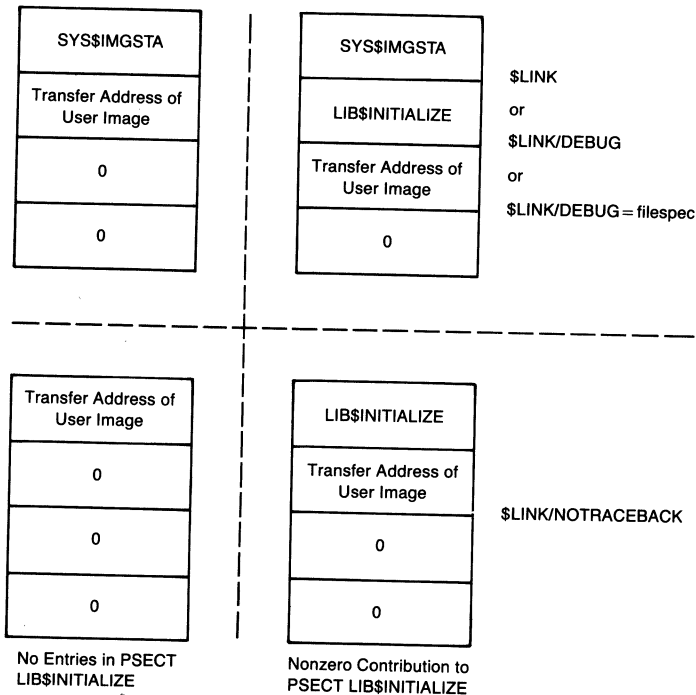 SYS$IMGSTA
Transfer Address of
User Image
0
0
SYS$IMGSTA
LIB$INITIALIZE
Transfer Address of
User Image
0
$LINK
or
$LINK/DEBUG
or
$LINK/DEBUG = filespec
Transfer Address of
User Image
0
0
0
LIB$INITIALIZE
Transfer Address of
User Image
0
0
$LINK/NOTRACEBACK
No Entries in PSECT
LIB$INITIALIZE
Nonzero Contribution to
PSECT LIB$INITIALIZE